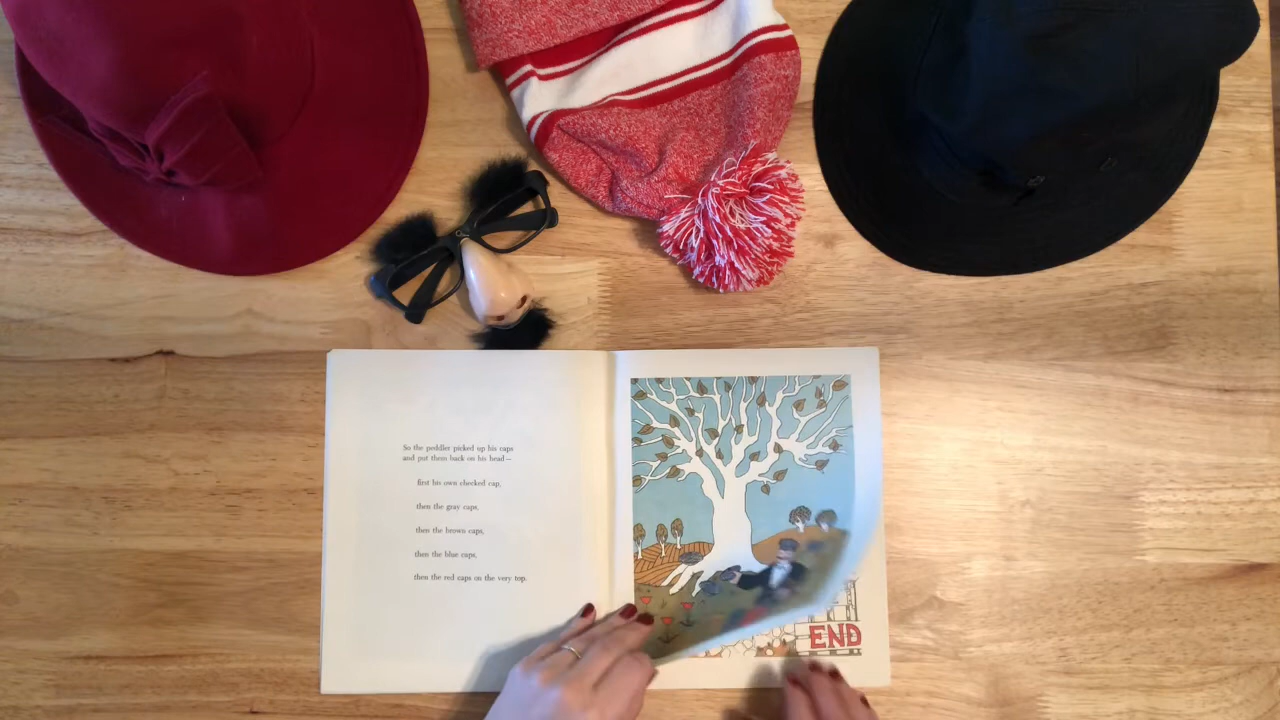 So the peddler picked up his caps
and put them back on his head—
first his own checked cap,
then the gray caps,
then the brown caps,
then the blue caps,
then the red caps on the very top.
END